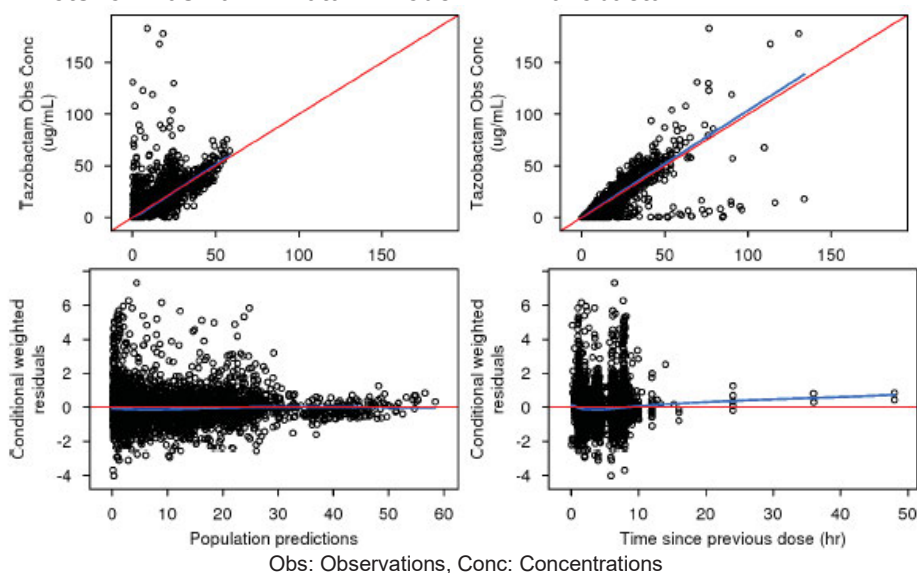 Tazobactam Obs Conc
(ug/mL)
150
100
50
0
0 50 100 150
Tazobactam Obs Conc
(ug/mL)
150
100
50
0
0 50 100 150
Conditional weighted
residuals
6
4
2
0
-2
-4
0 10 20 30 40 50 60
Population predictions
Conditional weighted
residuals
6
4
2
0
-2
-4
0 10 20 30 40 50
Time since previous dose (hr)
Obs: Observations, Conc: Concentrations